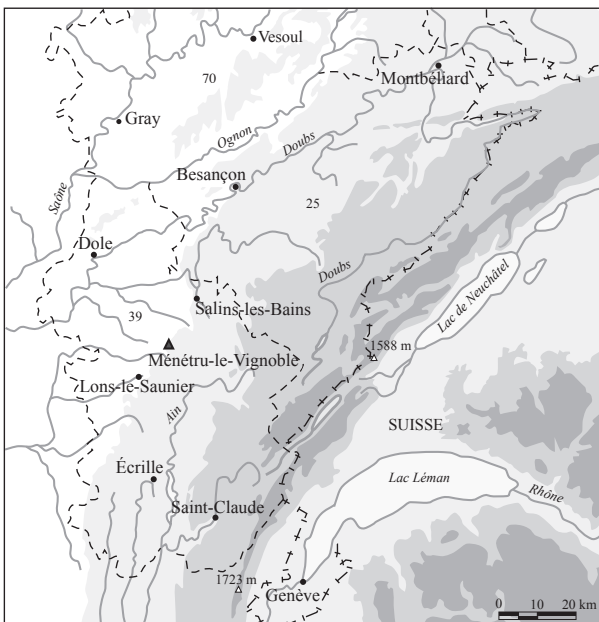 Vesoul
70
Montbéliard
Gray
Ognon
Doubs
Besançon
25
Saône
Dole
Doubs
Lac de Neuchâtel
Salins-les-Bains
39
1588 m
Ménétru-le-Vignoble
Lons-le-Saunier
Ain
SUISSE
Écrille
Lac Léman
Rhône
Saint-Claude
1723 m
Genève
0 10 20 km